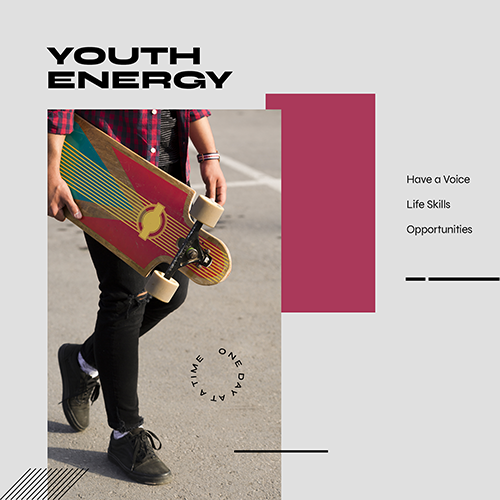 YOUTH
ENERGY
Have a Voice
Life Skills
Opportunities
ONE DAY AT A TIME